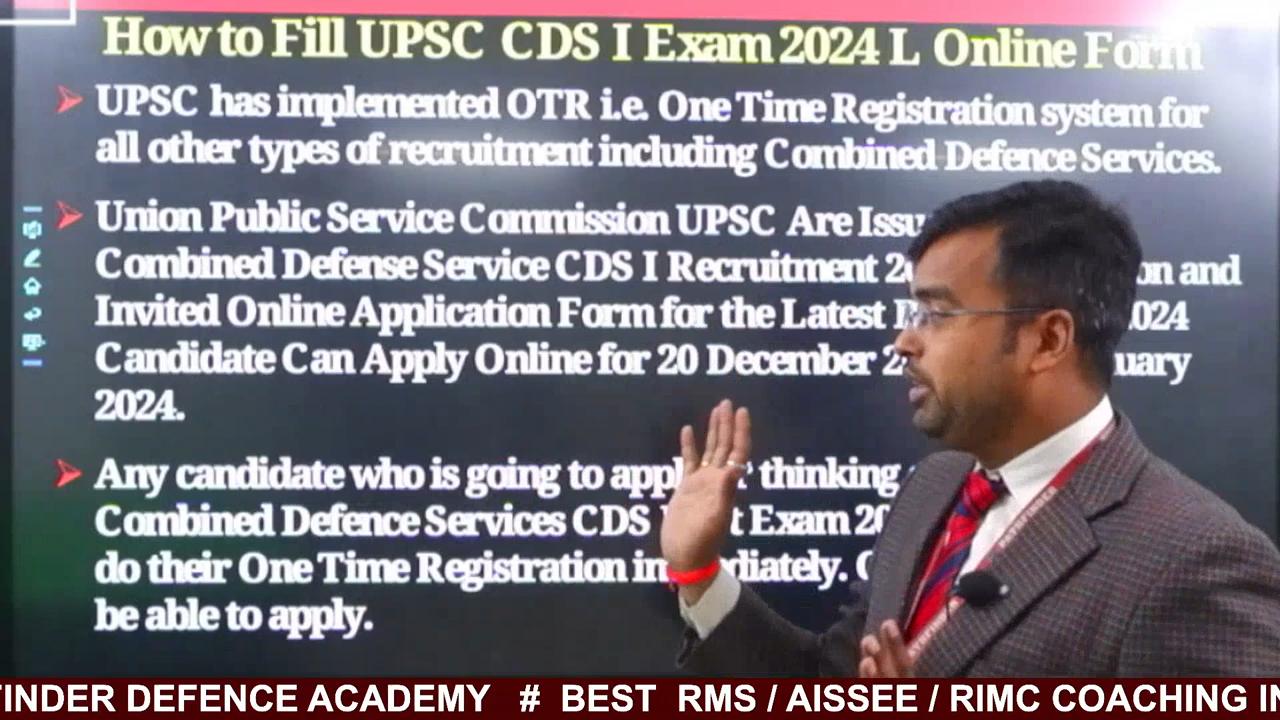 How to Fill UPSC CDS I Exam 2024 L Online Form
UPSC has implemented OTR i.e. One Time Registration system for
all other types of recruitment including Combined Defence Services.
Union Public Service Commission UPSC Are
Combined Defense Service CDS I Recruitment and
Invited Online Application Form for the Latest
Candidate Can Apply Online for 20 December
2024.
Any candidate who is going to thinking
Combined Defence Services CDS Exam
do their One Time Registration
be able to apply.
DEFENCE ACADEMY # BEST RMS / AISSEE / RIMC COACHING